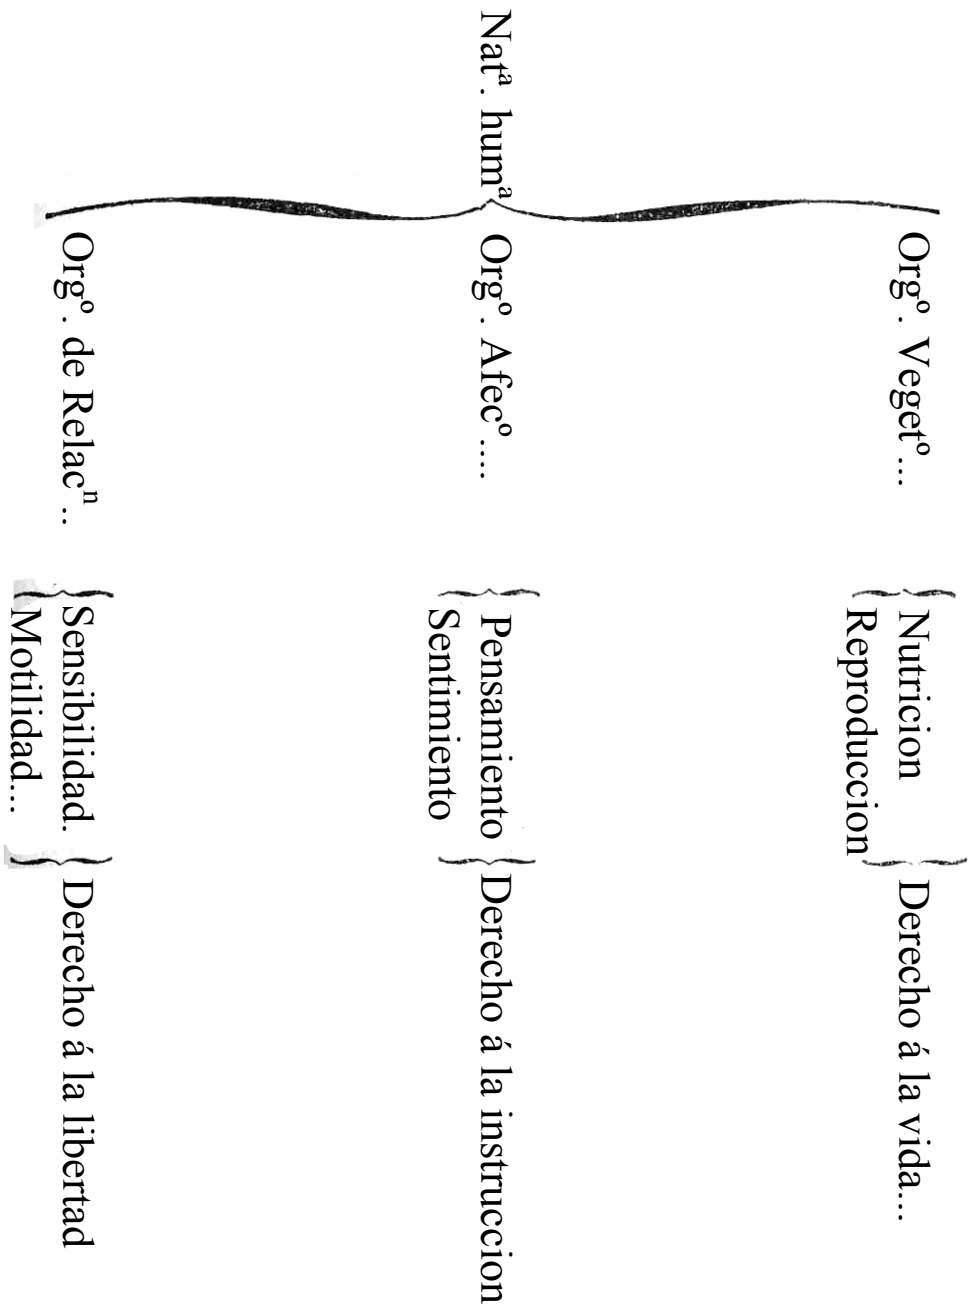 Natª. humª
Orgº. Vegetº...
Nutricion
Reproduccion
Derecho á la vida....
Orgº. Afecº....
Pensamiento
Sentimiento
Derecho á la instruccion
Orgº. de Relacⁿ..
Sensibilidad.
Motilidad...
Derecho á la libertad